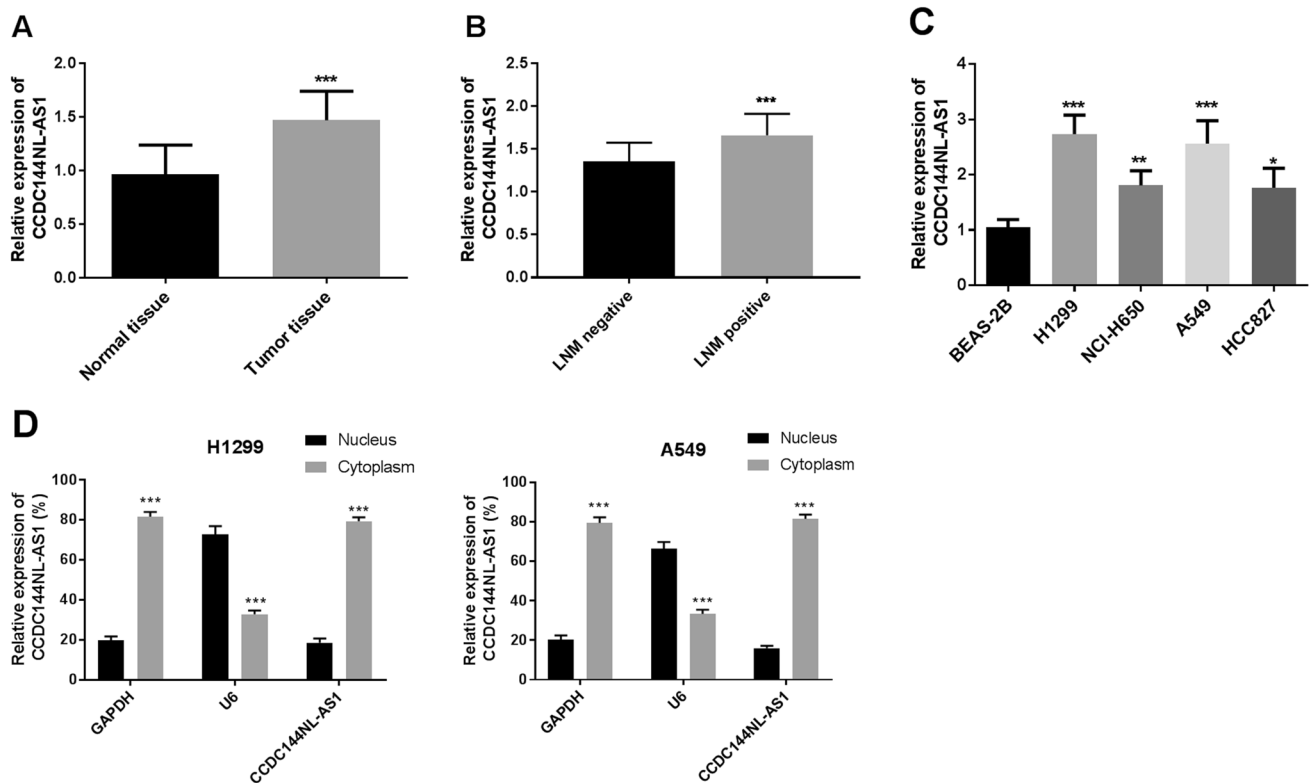 A
Relative expression of
CCDC144NL-AS1
2.0
1.5
1.0
0.5
0.0
***
Normal tissue
Tumor tissue
B
Relative expression of
CCDC144NL-AS1
2.5
2.0
1.5
1.0
0.5
0.0
***
LNM negative
LNM positive
C
Relative expression of
CCDC144NL-AS1
4
3
2
1
0
***
**
***
*
BEAS-2B
H1299
NCI-H650
A549
HCC827
D
H1299
Nucleus
Cytoplasm
Relative expression of
CCDC144NL-AS1 (%)
100
80
60
40
20
0
***
***
***
GAPDH
U6
CCDC144NL-AS1
A549
Nucleus
Cytoplasm
Relative expression of
CCDC144NL-AS1 (%)
100
80
60
40
20
0
***
***
***
GAPDH
U6
CCDC144NL-AS1